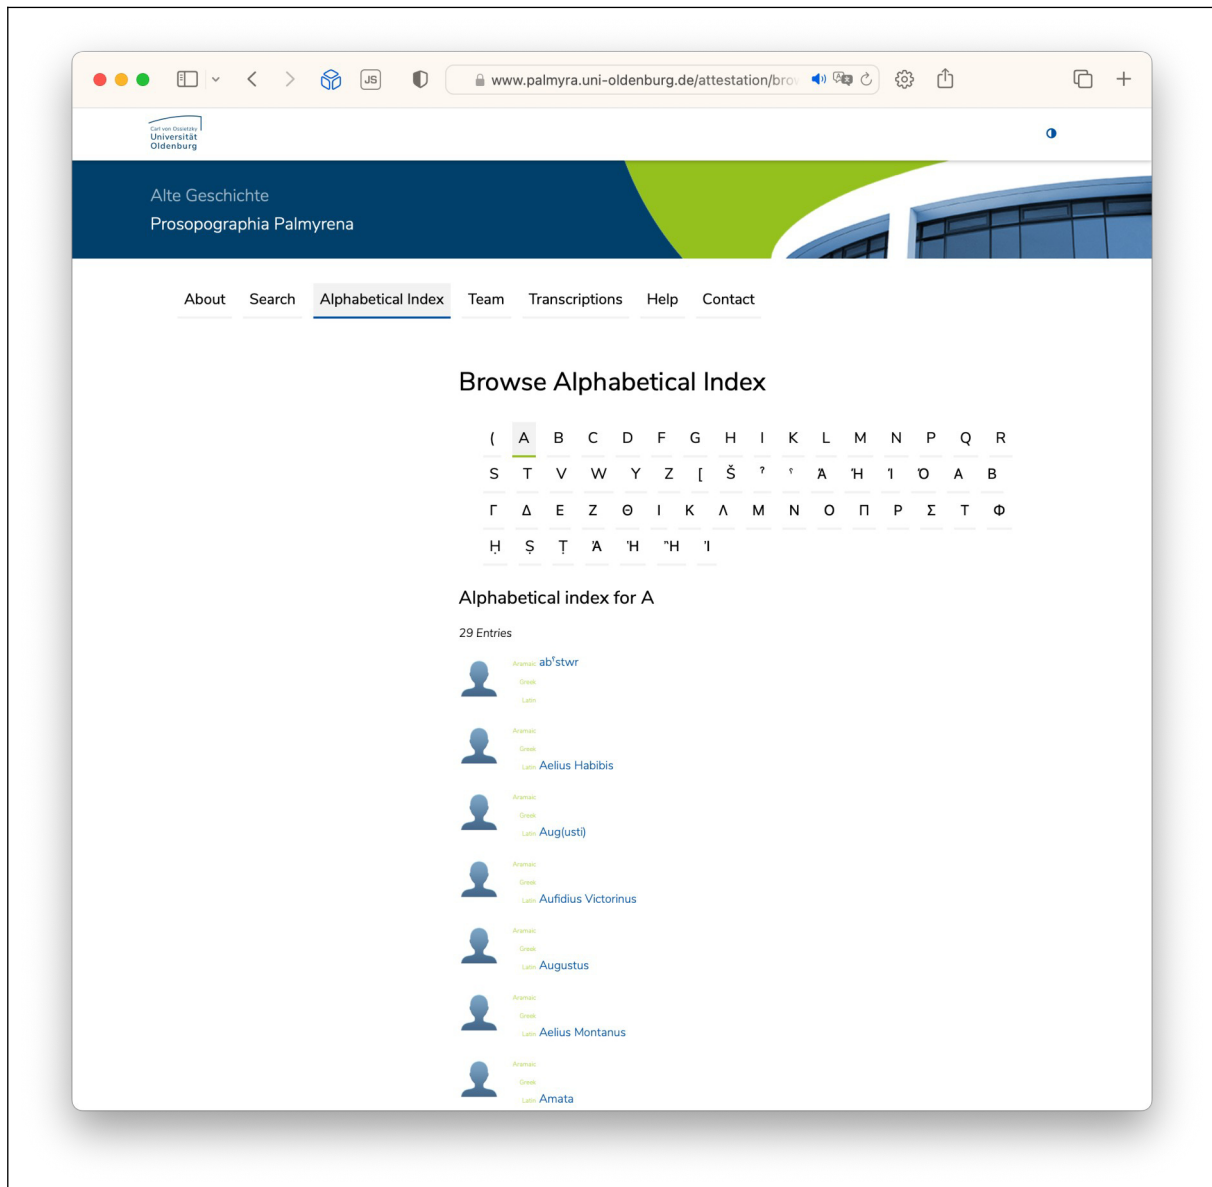 JS
www.palmyra.uni-oldenburg.de/attestation/brow
Carl von Ossietzky
Universität
Oldenburg
Alte Geschichte
Prosopographia Palmyrena
About Search Alphabetical Index Team Transcriptions Help Contact
Browse Alphabetical Index
( A B C D F G H I K L M N P Q R
S T V W Y Z [ Š ʾ ʿ Ἀ Ἡ Ἰ Ὀ Α Β
Γ Δ Ε Ζ Θ Ι Κ Λ Μ Ν Ο Π Ρ Σ Τ Φ
Ḥ Ṣ Ṭ Ἁ Ἡ Ἢ Ἰ
Alphabetical index for A
29 Entries
Aramaic abʿstwr
Greek
Latin
Aramaic
Greek
Latin Aelius Habibis
Aramaic
Greek
Latin Aug(usti)
Aramaic
Greek
Latin Aufidius Victorinus
Aramaic
Greek
Latin Augustus
Aramaic
Greek
Latin Aelius Montanus
Aramaic
Greek
Latin Amata